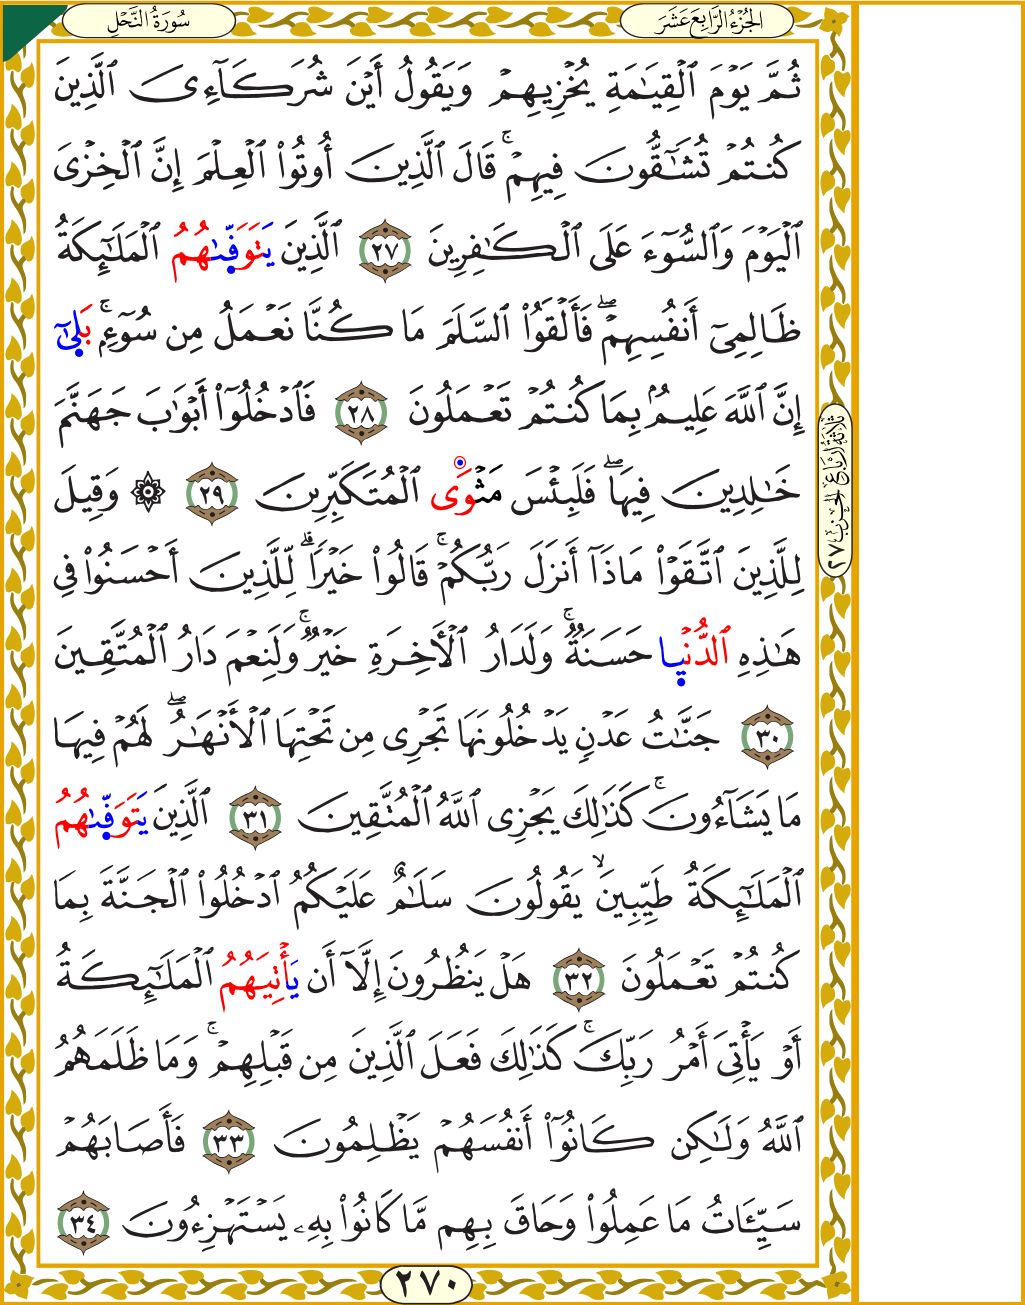 سُورَةُ النَّحْلِ
الجُزْءُ الرَّابِعَ عَشَرَ
ثُمَّ يَوۡمَ ٱلۡقِيَٰمَةِ يُخۡزِيهِمۡ وَيَقُولُ أَيۡنَ شُرَكَآءِىَ ٱلَّذِينَ
كُنتُمۡ تُشَٰٓقُّونَ فِيهِمۡۚ قَالَ ٱلَّذِينَ أُوتُواْ ٱلۡعِلۡمَ إِنَّ ٱلۡخِزۡىَ
ٱلۡيَوۡمَ وَٱلسُّوٓءَ عَلَى ٱلۡكَٰفِرِينَ ٢٧ ٱلَّذِينَ يَتَوَفَّىٰهُمُ ٱلۡمَلَٰٓئِكَةُ
ظَالِمِىٓ أَنفُسِهِمۡۖ فَأَلۡقَوُاْ ٱلسَّلَمَ مَا كُنَّا نَعۡمَلُ مِن سُوٓءِۭۚ بَلَىٰٓ
إِنَّ ٱللَّهَ عَلِيمُۢ بِمَا كُنتُمۡ تَعۡمَلُونَ ٢٨ فَٱدۡخُلُوٓاْ أَبۡوَٰبَ جَهَنَّمَ
خَٰلِدِينَ فِيهَاۖ فَلَبِئۡسَ مَثۡوَى ٱلۡمُتَكَبِّرِينَ ٢٩ ۞ وَقِيلَ
لِلَّذِينَ ٱتَّقَوۡاْ مَاذَآ أَنزَلَ رَبُّكُمۡۚ قَالُواْ خَيۡرٗاۗ لِّلَّذِينَ أَحۡسَنُواْ فِى
هَٰذِهِ ٱلدُّنۡيَا حَسَنَةٞۚ وَلَدَارُ ٱلۡأٓخِرَةِ خَيۡرٞۚ وَلَنِعۡمَ دَارُ ٱلۡمُتَّقِينَ
٣٠ جَنَّٰتُ عَدۡنٖ يَدۡخُلُونَهَا تَجۡرِى مِن تَحۡتِهَا ٱلۡأَنۡهَٰرُۖ لَهُمۡ فِيهَا
مَا يَشَآءُونَۚ كَذَٰلِكَ يَجۡزِى ٱللَّهُ ٱلۡمُتَّقِينَ ٣١ ٱلَّذِينَ يَتَوَفَّىٰهُمُ
ٱلۡمَلَٰٓئِكَةُ طَيِّبِينَۙ يَقُولُونَ سَلَٰمٌ عَلَيۡكُمُ ٱدۡخُلُواْ ٱلۡجَنَّةَ بِمَا
كُنتُمۡ تَعۡمَلُونَ ٣٢ هَلۡ يَنظُرُونَ إِلَّآ أَن يَأۡتِيَهُمُ ٱلۡمَلَٰٓئِكَةُ
أَوۡ يَأۡتِىَ أَمۡرُ رَبِّكَۚ كَذَٰلِكَ فَعَلَ ٱلَّذِينَ مِن قَبۡلِهِمۡۚ وَمَا ظَلَمَهُمُ
ٱللَّهُ وَلَٰكِن كَانُوٓاْ أَنفُسَهُمۡ يَظۡلِمُونَ ٣٣ فَأَصَابَهُمۡ
سَيِّـَٔاتُ مَا عَمِلُواْ وَحَاقَ بِهِم مَّا كَانُواْ بِهِۦ يَسۡتَهۡزِءُونَ ٣٤
ثَلَاثَةُ أَرْبَاعِ الْحِزْبِ ٢٧
٢٧٠